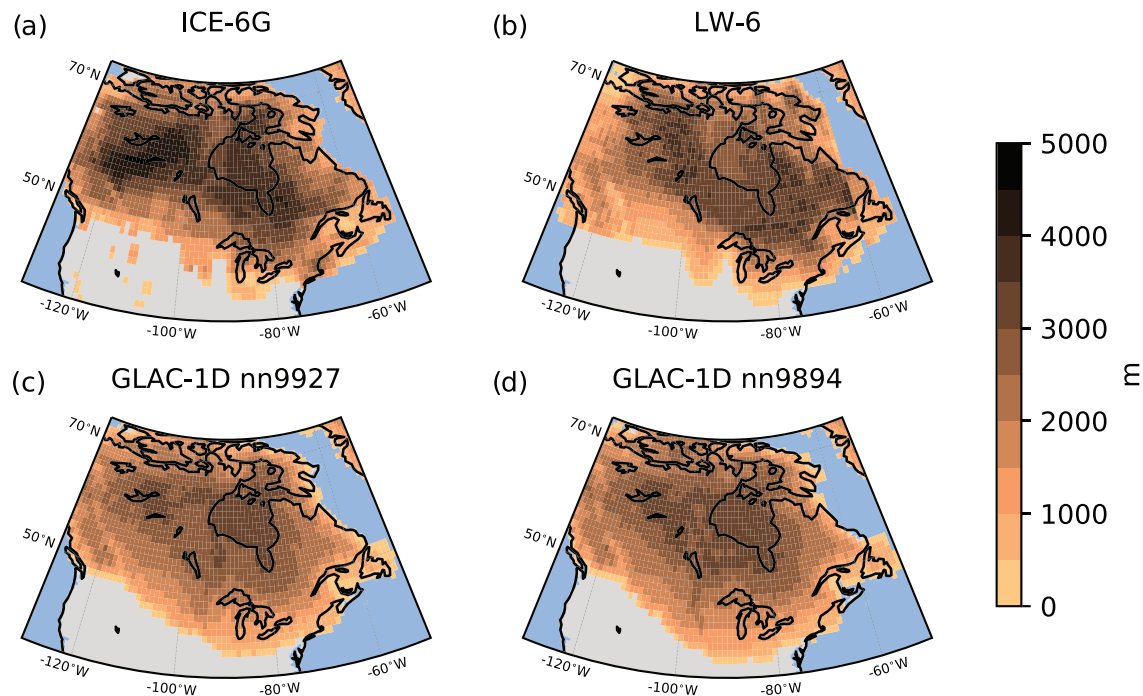 (a) ICE-6G
(b) LW-6
70°N
50°N
-120°W
-100°W
-80°W
-60°W
70°N
50°N
-120°W
-100°W
-80°W
-60°W
(c) GLAC-1D nn9927
(d) GLAC-1D nn9894
70°N
50°N
-120°W
-100°W
-80°W
-60°W
70°N
50°N
-120°W
-100°W
-80°W
-60°W
5000
4000
3000
2000
1000
0
m